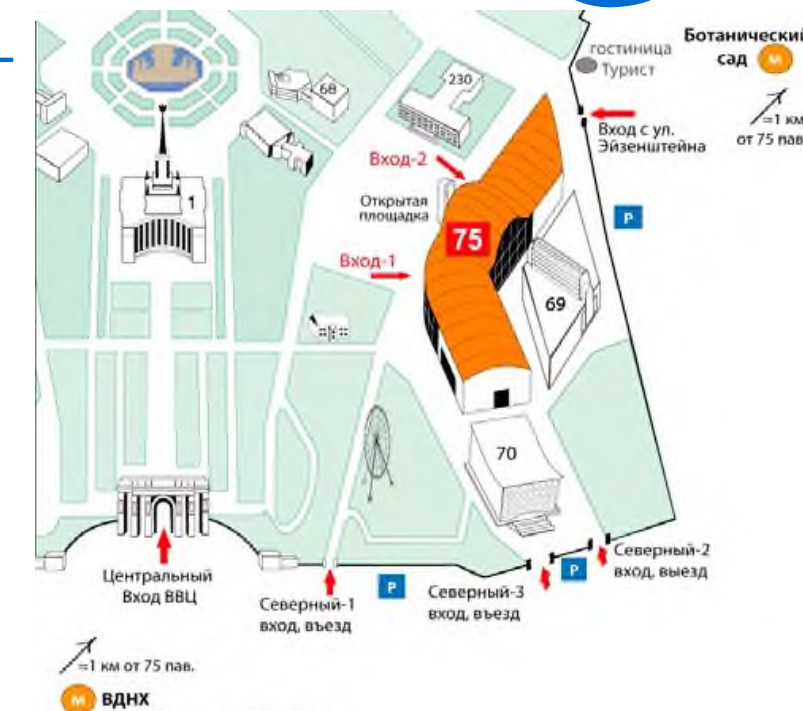 гостиница
Турист
Ботанический
сад М
≈1 км
от 75 пав
Вход с ул.
Эйзенштейна
68
230
Вход-2
Открытая
площадка
1
75
P
Вход-1
69
70
Центральный
Вход ВВЦ
Северный-1
вход, въезд
P
Северный-3
вход, въезд
P
Северный-2
вход, выезд
≈1 км от 75 пав.
М ВДНХ